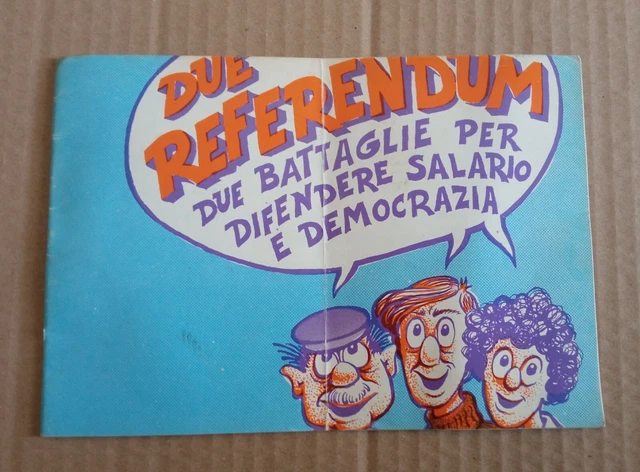 DUE
REFERENDUM
DUE BATTAGLIE PER
DIFENDERE SALARIO
E DEMOCRAZIA